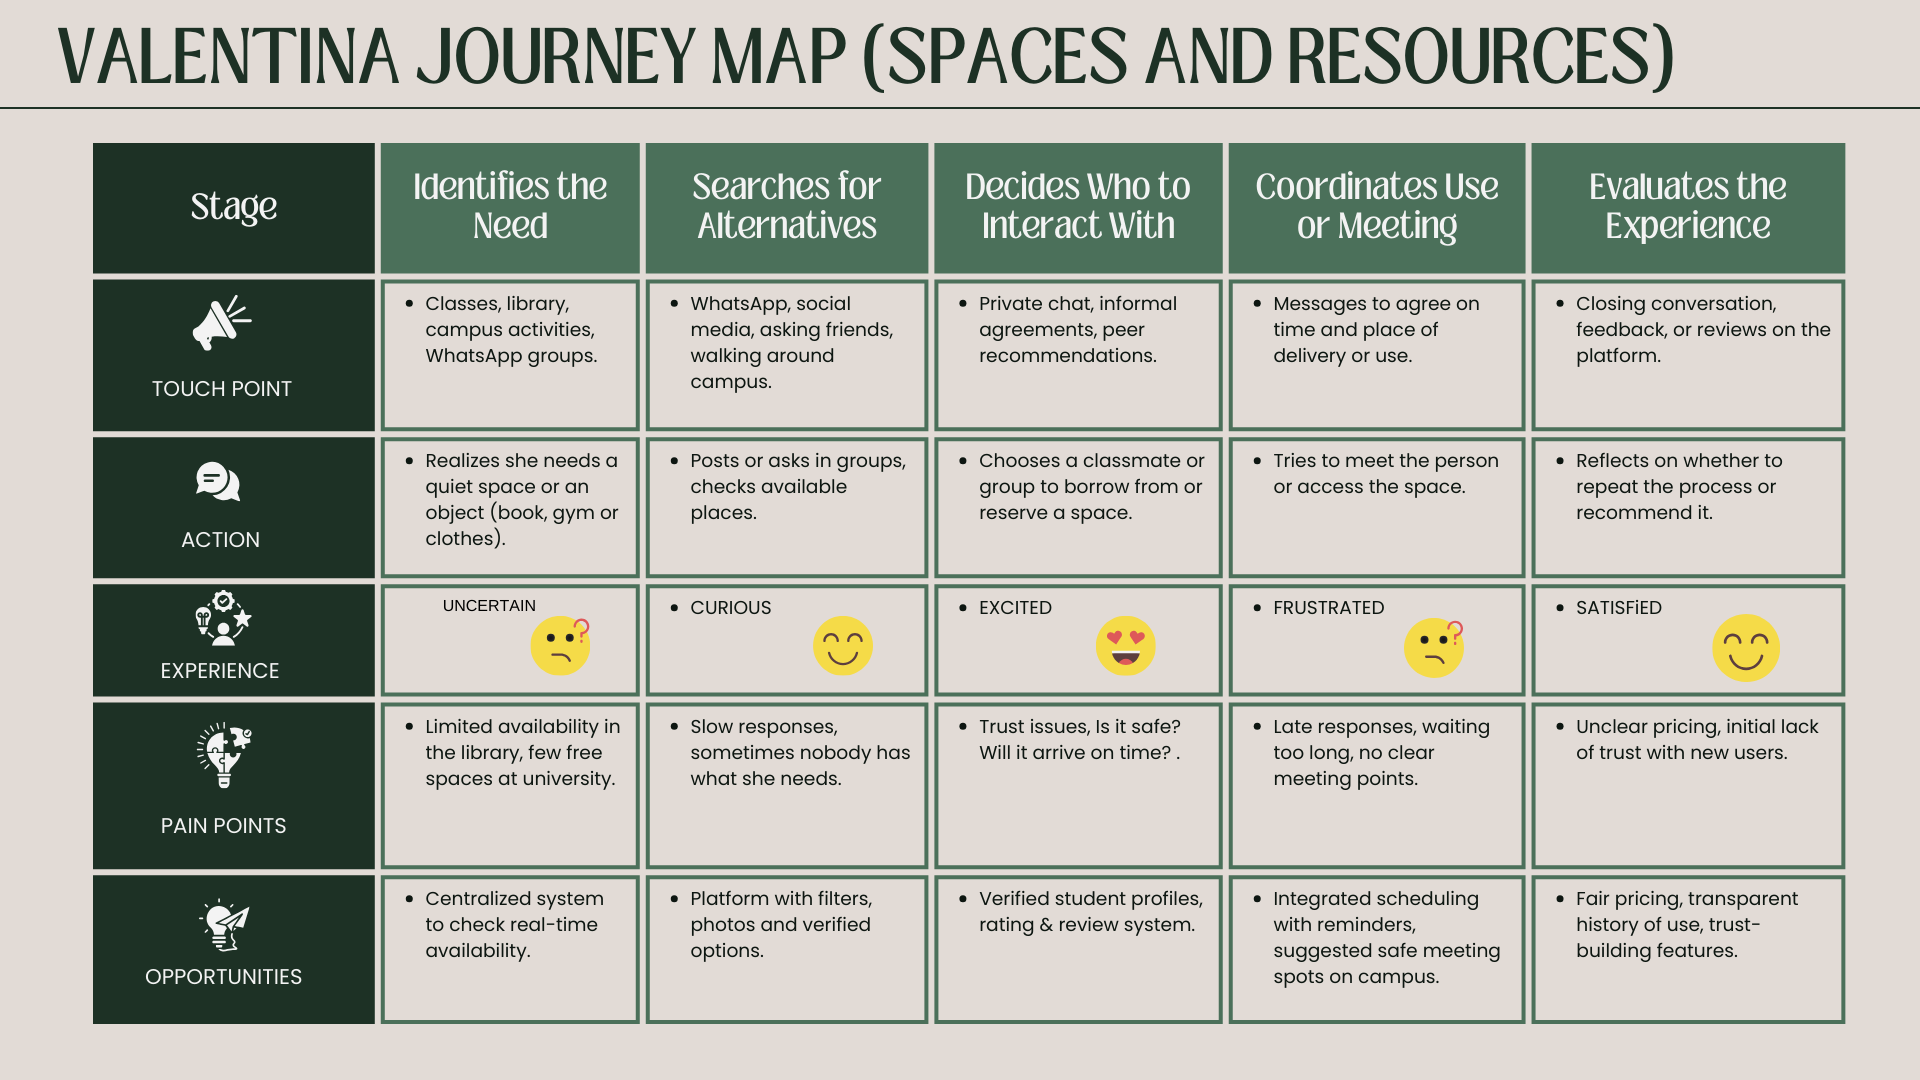 VALENTINA JOURNEY MAP (SPACES AND RESOURCES)
Stage
Identifies the
Need
Searches for
Alternatives
Decides Who to
Interact With
Coordinates Use
or Meeting
Evaluates the
Experience
TOUCH POINT
• Classes, library,
campus activities,
WhatsApp groups.
• WhatsApp, social
media, asking friends,
walking around
campus.
• Private chat, informal
agreements, peer
recommendations.
• Messages to agree on
time and place of
delivery or use.
• Closing conversation,
feedback, or reviews on the
platform.
ACTION
• Realizes she needs a
quiet space or an
object (book, gym or
clothes).
• Posts or asks in groups,
checks available
places.
• Chooses a classmate or
group to borrow from or
reserve a space.
• Tries to meet the person
or access the space.
• Reflects on whether to
repeat the process or
recommend it.
EXPERIENCE
UNCERTAIN
• CURIOUS
• EXCITED
• FRUSTRATED
• SATISFiED
PAIN POINTS
• Limited availability in
the library, few free
spaces at university.
• Slow responses,
sometimes nobody has
what she needs.
• Trust issues, Is it safe?
Will it arrive on time? .
• Late responses, waiting
too long, no clear
meeting points.
• Unclear pricing, initial lack
of trust with new users.
OPPORTUNITIES
• Centralized system
to check real-time
availability.
• Platform with filters,
photos and verified
options.
• Verified student profiles,
rating & review system.
• Integrated scheduling
with reminders,
suggested safe meeting
spots on campus.
• Fair pricing, transparent
history of use, trust-
building features.